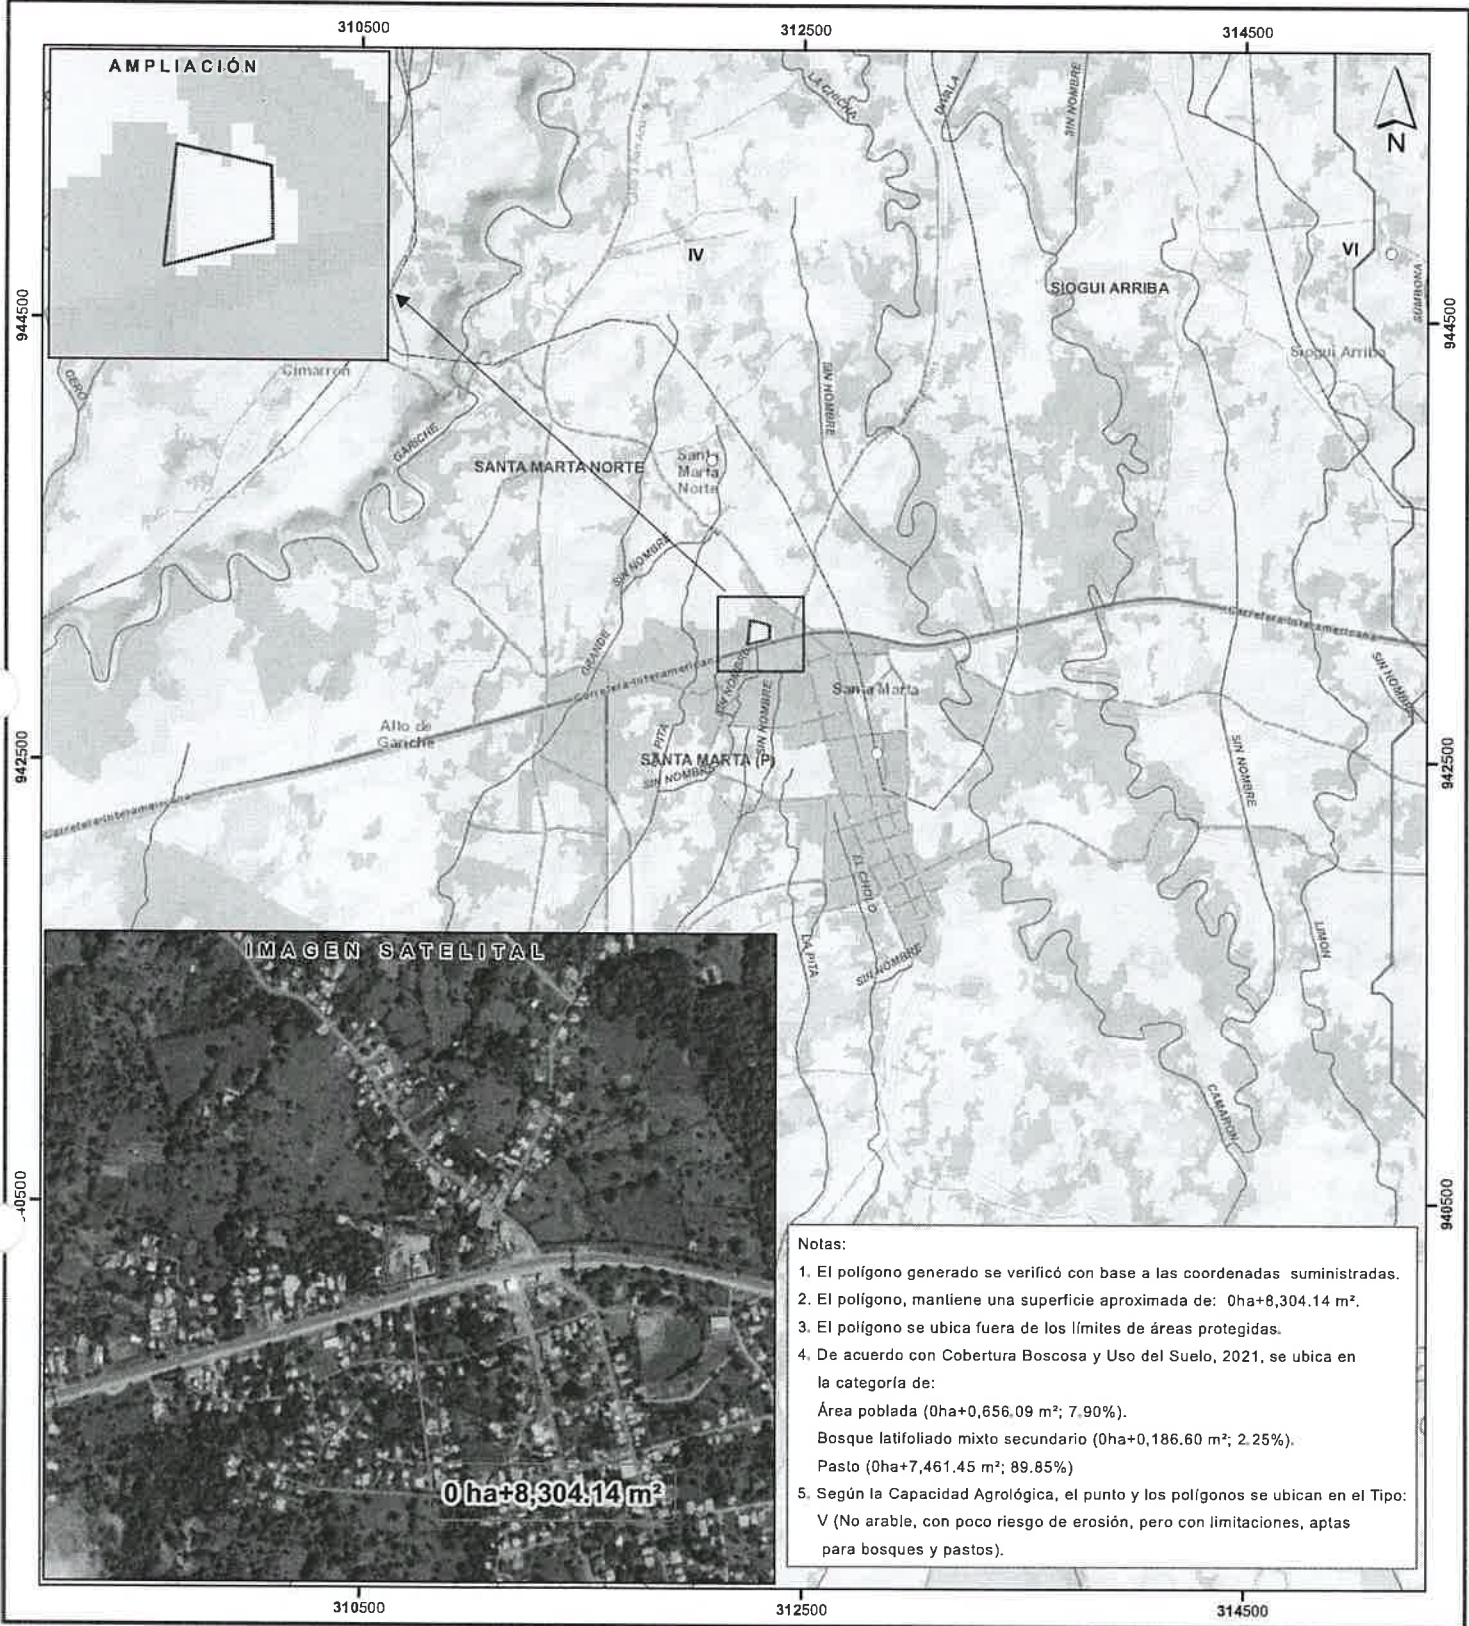 310500
312500
314500
AMPLIACIÓN
LA CHICHA
DARLA
SIN NOMBRE
N
IV
VI
SIOGUI ARRIBA
SUMBONA
944500
944500
Siogui Arriba
Cimarron
CERO
SIN NOMBRE
GARICHE
SANTA MARTA NORTE
Santa
Marta
Norte
SIN NOMBRE
GRANDE
Carretera Interamericana
Carretera Interamericana
SIN NOMBRE
SIN NOMBRE
SIN NOMBRE
Santa Marta
Alto de
Gariche
PITA
SANTA MARTA (P)
SIN NOMBRE
SIN NOMBRE
942500
942500
Carretera Interamericana
EL CHOLO
LA PITA
SIN NOMBRE
LIMON
IMAGEN SATELITAL
CAMARON
940500
0 ha+8,304.14 m²
Notas:
1. El polígono generado se verificó con base a las coordenadas suministradas.
2. El polígono, mantiene una superficie aproximada de: 0ha+8,304.14 m².
3. El polígono se ubica fuera de los límites de áreas protegidas.
4. De acuerdo con Cobertura Boscosa y Uso del Suelo, 2021, se ubica en
la categoría de:
Área poblada (0ha+0,656.09 m²; 7.90%).
Bosque latifoliado mixto secundario (0ha+0,186.60 m²; 2.25%).
Pasto (0ha+7,461.45 m²; 89.85%)
5. Según la Capacidad Agrológica, el punto y los polígonos se ubican en el Tipo:
V (No arable, con poco riesgo de erosión, pero con limitaciones, aptas
para bosques y pastos).
310500
312500
314500